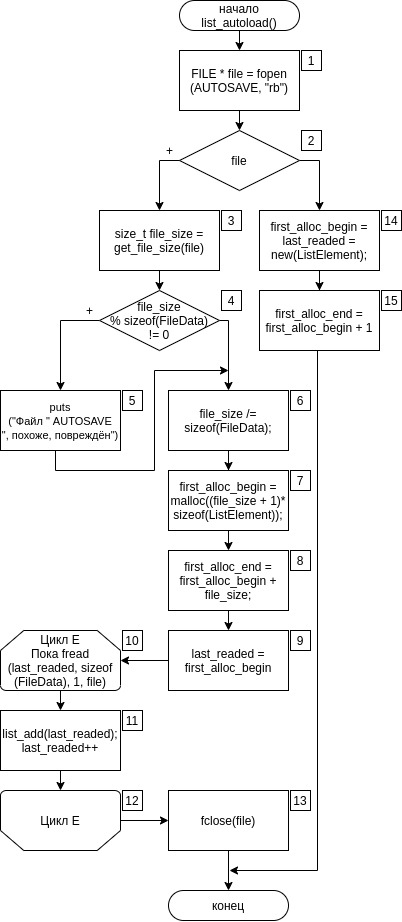 начало
list_autoload()
1
FILE * file = fopen
(AUTOSAVE, "rb")
2
file
+
3
size_t file_size =
get_file_size(file)
14
first_alloc_begin =
last_readed =
new(ListElement);
4
file_size
% sizeof(FileData)
!= 0
+
15
first_alloc_end =
first_alloc_begin + 1
5
puts
("Файл " AUTOSAVE
", похоже, повреждён")
6
file_size /=
sizeof(FileData);
7
first_alloc_begin =
malloc((file_size + 1)*
sizeof(ListElement));
8
first_alloc_end =
first_alloc_begin +
file_size;
9
last_readed =
first_alloc_begin
10
Цикл E
Пока fread
(last_readed, sizeof
(FileData), 1, file)
11
list_add(last_readed);
last_readed++
12
Цикл E
13
fclose(file)
конец